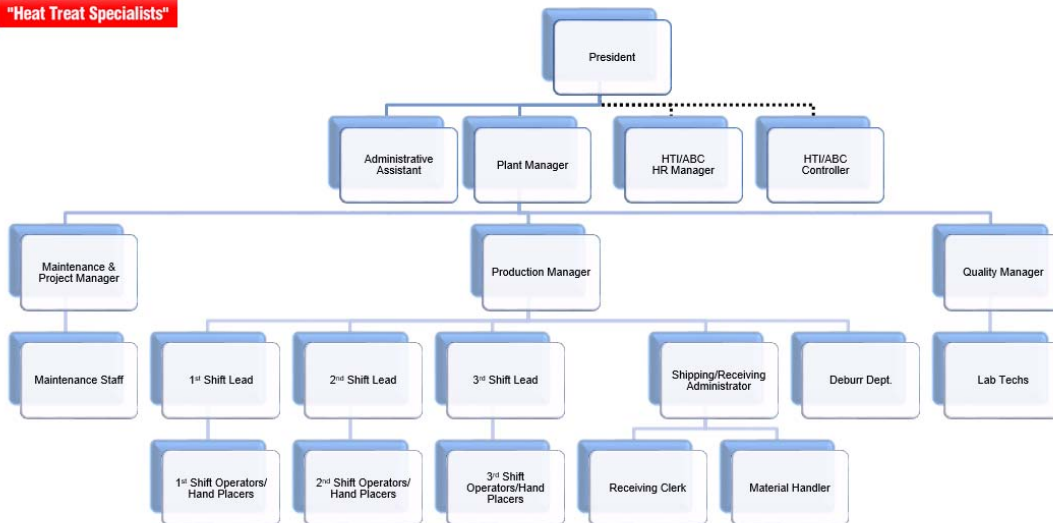 "Heat Treat Specialists"
President
Administrative
Assistant
Plant Manager
HTI/ABC
HR Manager
HTI/ABC
Controller
Maintenance &
Project Manager
Production Manager
Quality Manager
Maintenance Staff
1st Shift Lead
2nd Shift Lead
3rd Shift Lead
Shipping/Receiving
Administrator
Deburr Dept.
Lab Techs
1st Shift Operators/
Hand Placers
2nd Shift Operators/
Hand Placers
3rd Shift
Operators/Hand
Placers
Receiving Clerk
Material Handler